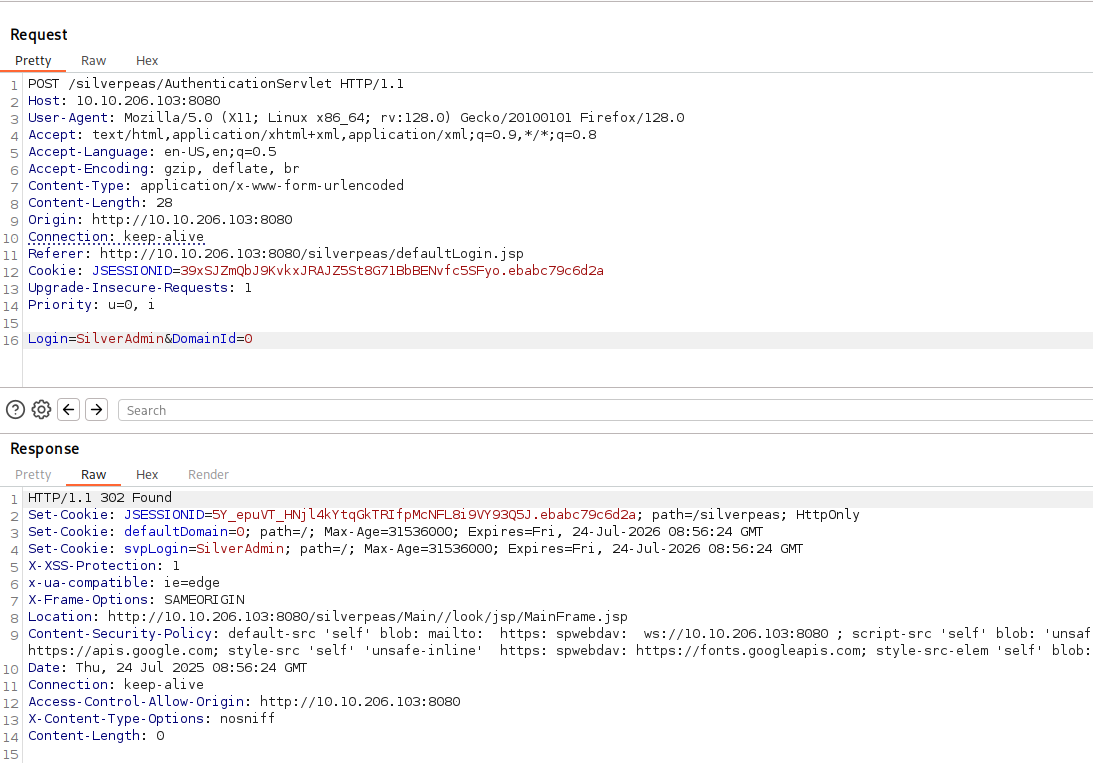 Request
Pretty Raw Hex
1 POST /silverpeas/AuthenticationServlet HTTP/1.1
2 Host: 10.10.206.103:8080
3 User-Agent: Mozilla/5.0 (X11; Linux x86_64; rv:128.0) Gecko/20100101 Firefox/128.0
4 Accept: text/html,application/xhtml+xml,application/xml;q=0.9,*/*;q=0.8
5 Accept-Language: en-US,en;q=0.5
6 Accept-Encoding: gzip, deflate, br
7 Content-Type: application/x-www-form-urlencoded
8 Content-Length: 28
9 Origin: http://10.10.206.103:8080
10 Connection: keep-alive
11 Referer: http://10.10.206.103:8080/silverpeas/defaultLogin.jsp
12 Cookie: JSESSIONID=39xSJZmQbJ9KvkxJRAJZ5St8G71BbBENvfc5SFyo.ebabc79c6d2a
13 Upgrade-Insecure-Requests: 1
14 Priority: u=0, i
15
16 Login=SilverAdmin&DomainId=0
Search
Response
Pretty Raw Hex Render
1 HTTP/1.1 302 Found
2 Set-Cookie: JSESSIONID=5Y_epuVT_HNjl4kYtqGkTRIfpMcNFL8i9VY93Q5J.ebabc79c6d2a; path=/silverpeas; HttpOnly
3 Set-Cookie: defaultDomain=0; path=/; Max-Age=31536000; Expires=Fri, 24-Jul-2026 08:56:24 GMT
4 Set-Cookie: svpLogin=SilverAdmin; path=/; Max-Age=31536000; Expires=Fri, 24-Jul-2026 08:56:24 GMT
5 X-XSS-Protection: 1
6 x-ua-compatible: ie=edge
7 X-Frame-Options: SAMEORIGIN
8 Location: http://10.10.206.103:8080/silverpeas/Main//look/jsp/MainFrame.jsp
9 Content-Security-Policy: default-src 'self' blob: mailto:  https: spwebdav:  ws://10.10.206.103:8080 ; script-src 'self' blob: 'unsaf
https://apis.google.com; style-src 'self' 'unsafe-inline'  https: spwebdav: https://fonts.googleapis.com; style-src-elem 'self' blob:
10 Date: Thu, 24 Jul 2025 08:56:24 GMT
11 Connection: keep-alive
12 Access-Control-Allow-Origin: http://10.10.206.103:8080
13 X-Content-Type-Options: nosniff
14 Content-Length: 0
15